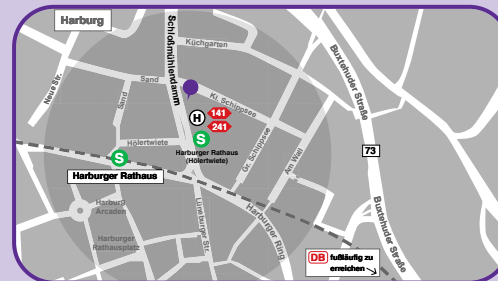 Harburg
Schloßmühlendamm
Küchgarten
Neue Str.
Sand
Sand
Kl. Schippsee
H
141
241
S
Harburger Rathaus
(Hölertwiete)
Hölertwiete
S
Harburger Rathaus
Gr. Schippsee
Am Wall
Buxtehuder Straße
73
Buxtehuder Straße
Harburg
Arcaden
Harburger
Rathausplatz
Lüneburger Str.
Harburger Ring
DB fußläufig zu
erreichen